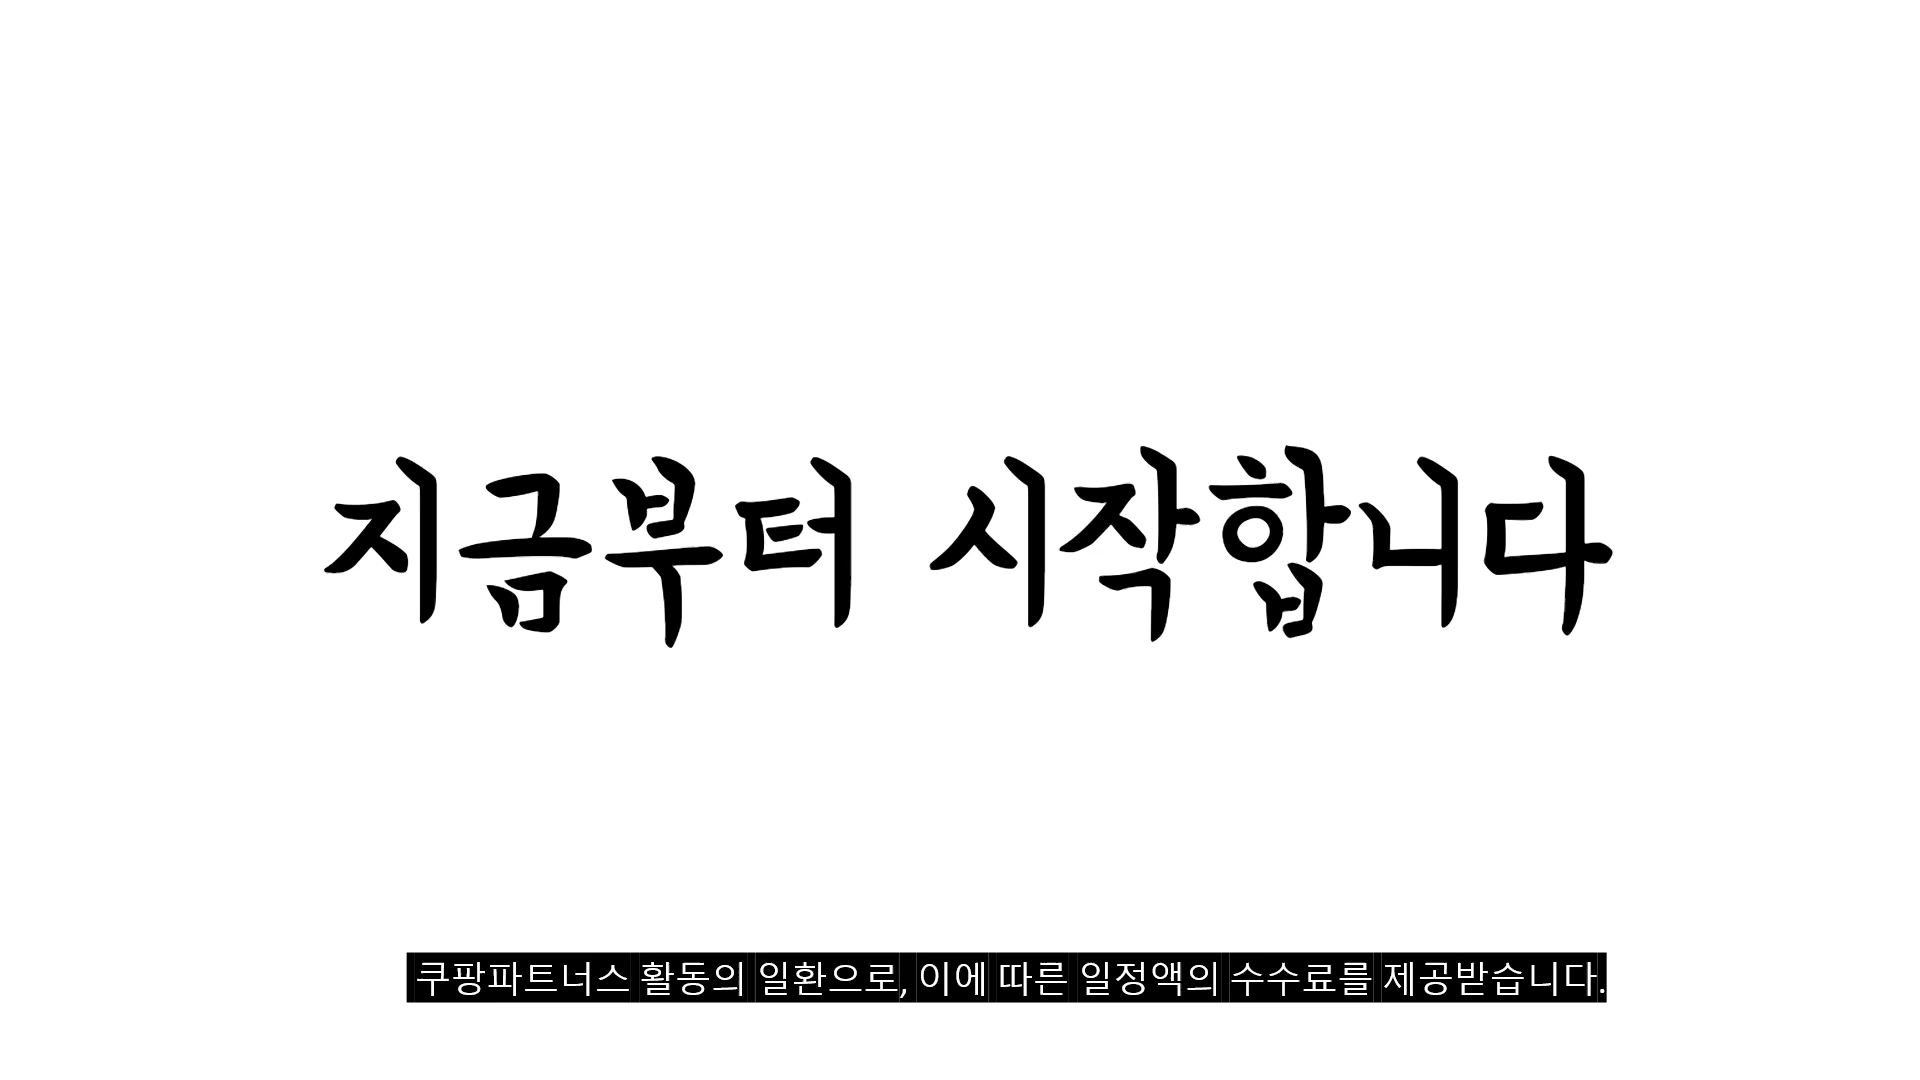 지금부터 시작합니다
쿠팡파트너스 활동의 일환으로, 이에 따른 일정액의 수수료를 제공받습니다.